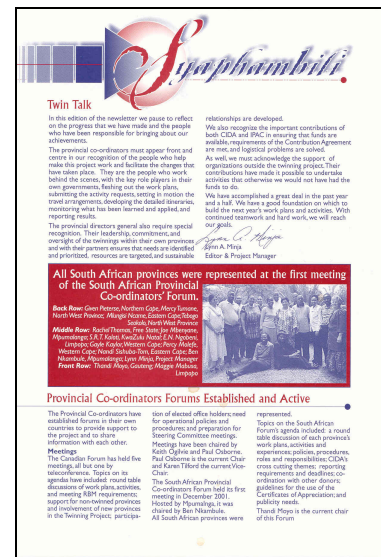 Syaphambili
Twin Talk
In this edition of the newsletter we pause to reflect
on the progress that we have made and the people
who have been responsible for bringing about our
achievements.
The provincial co-ordinators must appear front and
centre in our recognition of the people who help
make this project work and facilitate the changes that
have taken place. They are the people who work
behind the scenes, with the key role players in their
own governments, fleshing out the work plans,
submitting the activity requests, setting in motion the
travel arrangements, developing the detailed itineraries,
monitoring what has been learned and applied, and
reporting results.
The provincial directors general also require special
recognition. Their leadership, commitment, and
oversight of the twinnings within their own provinces
and with their partners ensures that needs are identified
and prioritized, resources are targeted, and sustainable
relationships are developed.
We also recognize the important contributions of
both CIDA and IPAC in ensuring that funds are
available, requirements of the Contribution Agreement
are met, and logistical problems are solved.
As well, we must acknowledge the support of
organizations outside the twinning project. Their
contributions have made it possible to undertake
activities that otherwise we would not have had the
funds to do.
We have accomplished a great deal in the past year
and a half. We have a good foundation on which to
build the next year's work plans and activities. With
continued teamwork and hard work, we will reach
our goals.
Lynn A. Minja
Lynn A. Minja
Editor & Project Manager
All South African provinces were represented at the first meeting
of the South African Provincial
Co-ordinators' Forum.
Back Row: Given Pieterse, Northern Cape, Mercy Tumane,
North West Province; Mlungisi Ncame, Eastern Cape; Tebogo
Seokolo, North West Province
Middle Row: Rachel Thomas, Free State; Joe Mbenyane,
Mpumalanga; S.R.T. Kaleti, KwaZulu Natal; E.N. Ngobeni,
Limpopo; Gayle Kaylor, Western Cape; Percy Molefe,
Western Cape; Nandi Sishuba-Tom, Eastern Cape; Ben
Nkambule, Mpumalanga; Lynn Minja, Project Manager
Front Row: Thandi Moyo, Gauteng; Maggie Mabusa,
Limpopo
Provincial Co-ordinators Forums Established and Active
The Provincial Co-ordinators have
established forums in their own
countries to provide support to
the project and to share
information with each other.
Meetings
The Canadian Forum has held five
meetings, all but one by
teleconference. Topics on its
agendas have included: round table
discussions of work plans, activities,
and meeting RBM requirements;
support for non-twinned provinces
and involvement of new provinces
in the Twinning Project; participa-
tion of elected office holders; need
for operational policies and
procedures; and preparation for
Steering Committee meetings.
Meetings have been chaired by
Keith Ogilvie and Paul Osborne.
Paul Osborne is the current Chair
and Karen Tilford the current Vice-
Chair.
The South African Provincial
Co-ordinators Forum held its first
meeting in December 2001.
Hosted by Mpumalanga, it was
chaired by Ben Nkambule.
All South African provinces were
represented.
Topics on the South African
Forum's agenda included: a round
table discussion of each province's
work plans, activities and
experiences; policies, procedures,
roles and responsibilities; CIDA's
cross cutting themes; reporting
requirements and deadlines; co-
ordination with other donors;
guidelines for the use of the
Certificates of Appreciation; and
publicity needs.
Thandi Moyo is the current chair
of this Forum